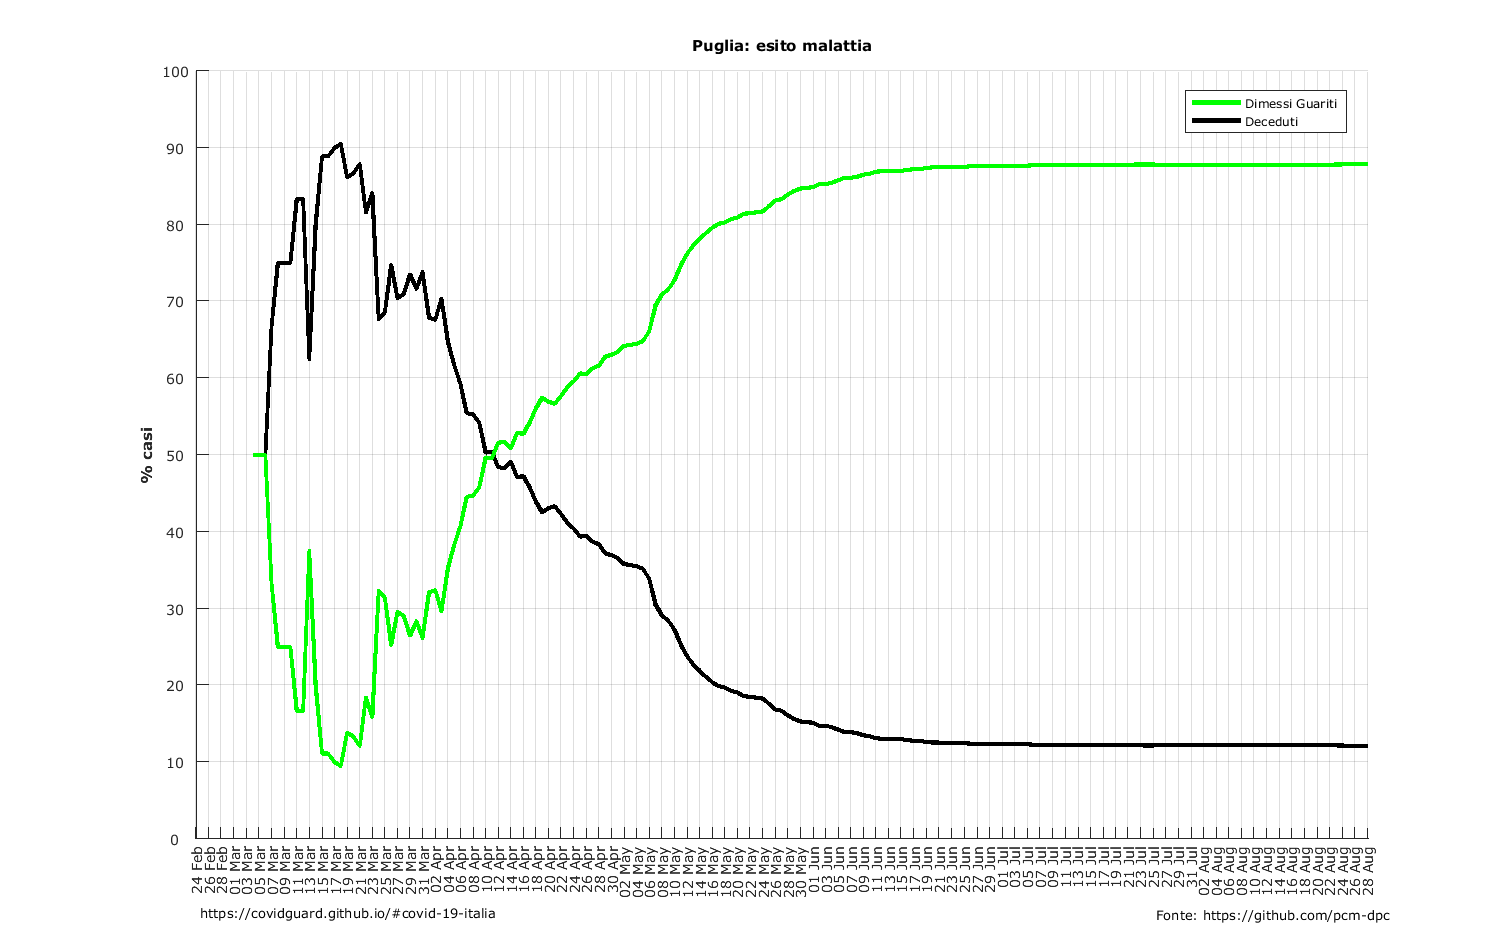 Puglia: esito malattia
Dimessi Guariti
Deceduti
% casi
100
90
80
70
60
50
40
30
20
10
0
24 Feb
26 Feb
28 Feb
01 Mar
03 Mar
05 Mar
07 Mar
09 Mar
11 Mar
13 Mar
15 Mar
17 Mar
19 Mar
21 Mar
23 Mar
25 Mar
27 Mar
29 Mar
31 Mar
02 Apr
04 Apr
06 Apr
08 Apr
10 Apr
12 Apr
14 Apr
16 Apr
18 Apr
20 Apr
22 Apr
24 Apr
26 Apr
28 Apr
30 Apr
02 May
04 May
06 May
08 May
10 May
12 May
14 May
16 May
18 May
20 May
22 May
24 May
26 May
28 May
30 May
01 Jun
03 Jun
05 Jun
07 Jun
09 Jun
11 Jun
13 Jun
15 Jun
17 Jun
19 Jun
21 Jun
23 Jun
25 Jun
27 Jun
29 Jun
01 Jul
03 Jul
05 Jul
07 Jul
09 Jul
11 Jul
13 Jul
15 Jul
17 Jul
19 Jul
21 Jul
23 Jul
25 Jul
27 Jul
29 Jul
31 Jul
02 Aug
04 Aug
06 Aug
08 Aug
10 Aug
12 Aug
14 Aug
16 Aug
18 Aug
20 Aug
22 Aug
24 Aug
26 Aug
28 Aug
https://covidguard.github.io/#covid-19-italia
Fonte: https://github.com/pcm-dpc